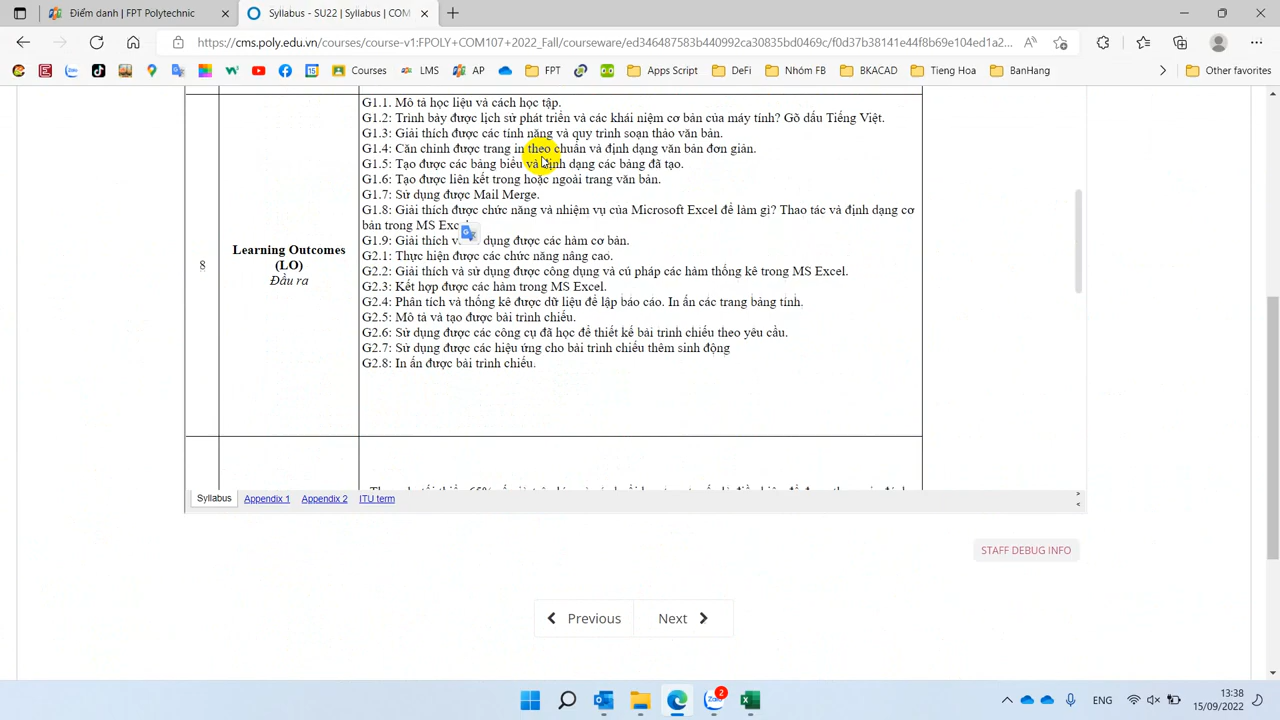 Điểm danh | FPT Polytechnic
Syllabus - SU22 | Syllabus | COM
https://cms.poly.edu.vn/courses/course-v1:FPOLY+COM107+2022_Fall/courseware/ed346487583b440992ca30835bd0469c/f0d37b38141e44f8b69e104ed1a2...
Courses LMS AP FPT Apps Script DeFi Nhóm FB BKACAD Tieng Hoa BanHang Other favorites
8
Learning Outcomes
(LO)
Đầu ra
G1.1. Mô tả học liệu và cách học tập.
G1.2: Trình bày được lịch sử phát triển và các khái niệm cơ bản của máy tính? Gõ dấu Tiếng Việt.
G1.3: Giải thích được các tính năng và quy trình soạn thảo văn bản.
G1.4: Căn chỉnh được trang in theo chuẩn và định dạng văn bản đơn giản.
G1.5: Tạo được các bảng biểu và định dạng các bảng đã tạo.
G1.6: Tạo được liên kết trong hoặc ngoài trang văn bản.
G1.7: Sử dụng được Mail Merge.
G1.8: Giải thích được chức năng và nhiệm vụ của Microsoft Excel để làm gì? Thao tác và định dạng cơ
bản trong MS Exc
G1.9: Giải thích v dụng được các hàm cơ bản.
G2.1: Thực hiện được các chức năng nâng cao.
G2.2: Giải thích và sử dụng được công dụng và cú pháp các hàm thống kê trong MS Excel.
G2.3: Kết hợp được các hàm trong MS Excel.
G2.4: Phân tích và thống kê được dữ liệu để lập báo cáo. In ấn các trang bảng tính.
G2.5: Mô tả và tạo được bài trình chiếu.
G2.6: Sử dụng được các công cụ đã học để thiết kế bài trình chiếu theo yêu cầu.
G2.7: Sử dụng được các hiệu ứng cho bài trình chiếu thêm sinh động
G2.8: In ấn được bài trình chiếu.
Syllabus Appendix 1 Appendix 2 ITU term
STAFF DEBUG INFO
Previous Next
Zalo 2
ENG
13:38
15/09/2022